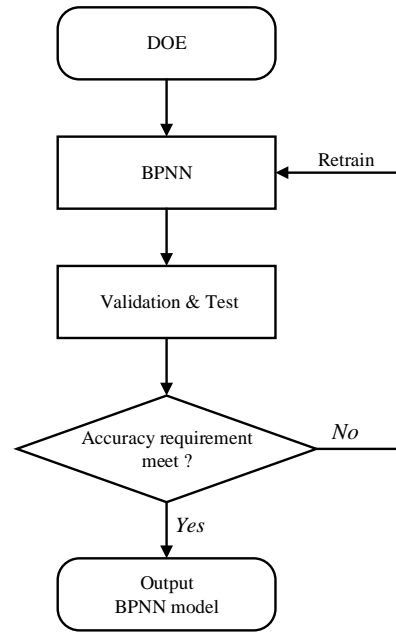 DOE
BPNN
Retrain
Validation & Test
Accuracy requirement
meet ?
No
Yes
Output
BPNN model